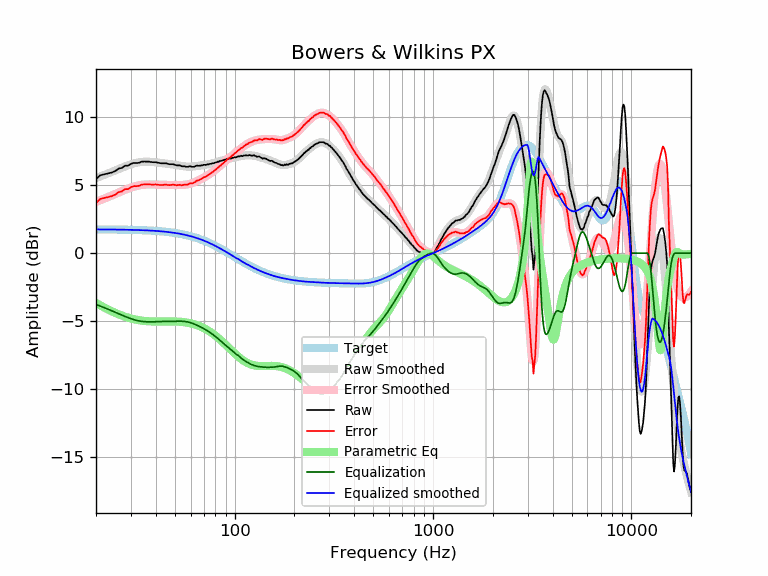 Bowers & Wilkins PX
Amplitude (dBr)
10
5
0
−5
−10
−15
Target
Raw Smoothed
Error Smoothed
Raw
Error
Parametric Eq
Equalization
Equalized smoothed
100
1000
10000
Frequency (Hz)